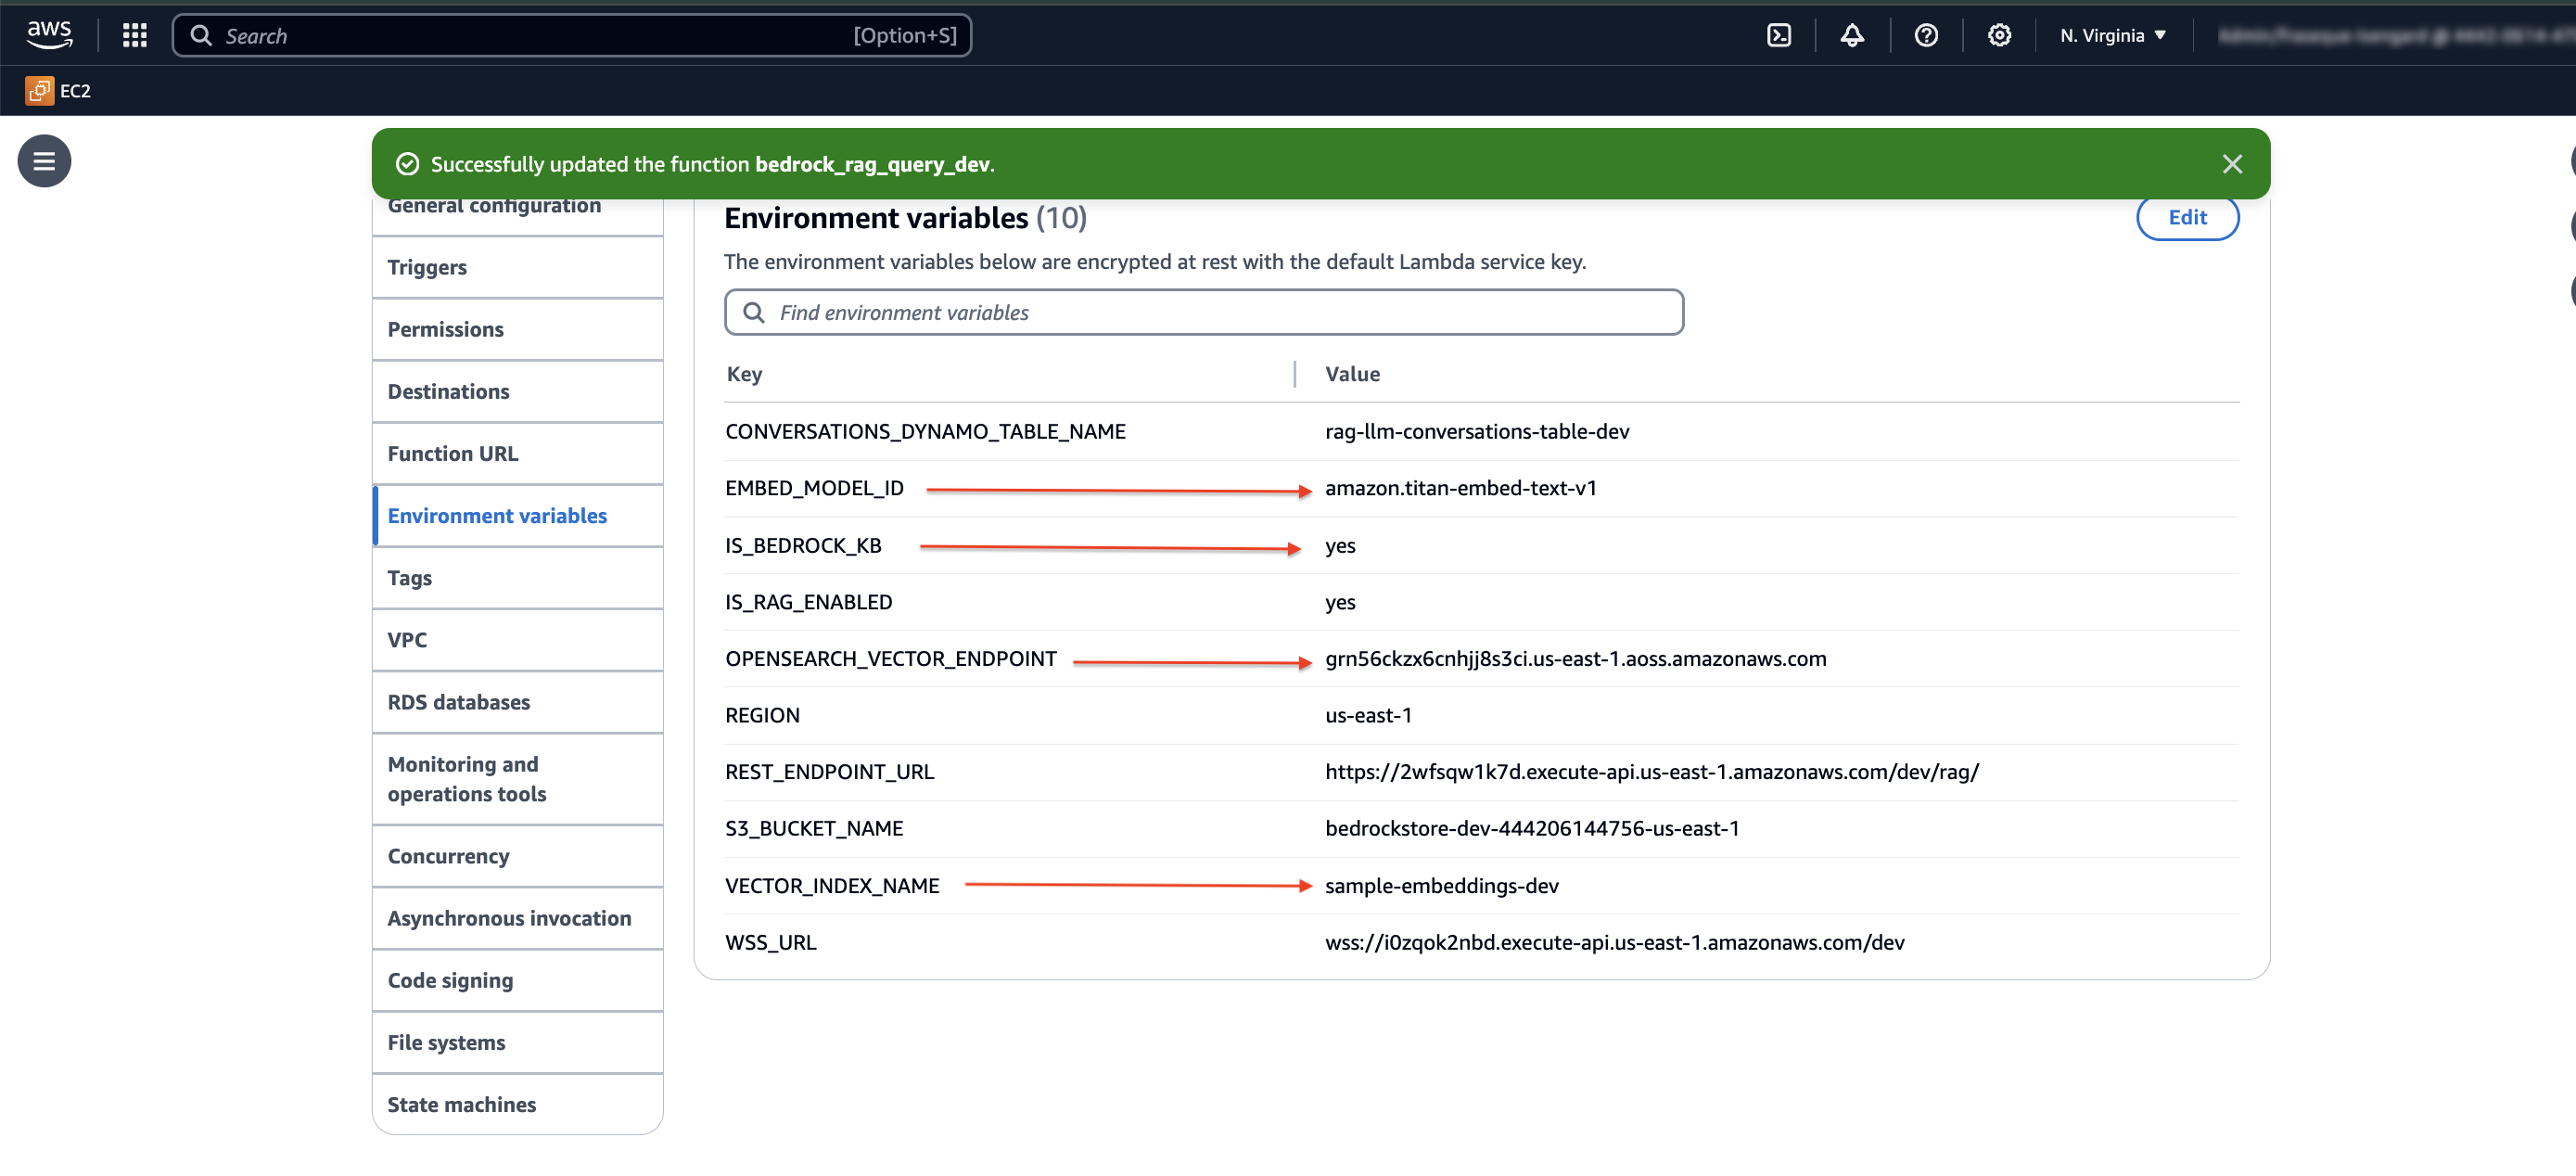 aws
Search
[Option+S]
N. Virginia
EC2
Successfully updated the function bedrock_rag_query_dev.
General configuration
Triggers
Permissions
Destinations
Function URL
Environment variables
Tags
VPC
RDS databases
Monitoring and
operations tools
Concurrency
Asynchronous invocation
Code signing
File systems
State machines
Environment variables (10)
Edit
The environment variables below are encrypted at rest with the default Lambda service key.
Find environment variables
Key Value
CONVERSATIONS_DYNAMO_TABLE_NAME rag-llm-conversations-table-dev
EMBED_MODEL_ID amazon.titan-embed-text-v1
IS_BEDROCK_KB yes
IS_RAG_ENABLED yes
OPENSEARCH_VECTOR_ENDPOINT grn56ckzx6cnhjj8s3ci.us-east-1.aoss.amazonaws.com
REGION us-east-1
REST_ENDPOINT_URL https://2wfsqw1k7d.execute-api.us-east-1.amazonaws.com/dev/rag/
S3_BUCKET_NAME bedrockstore-dev-444206144756-us-east-1
VECTOR_INDEX_NAME sample-embeddings-dev
WSS_URL wss://i0zqok2nbd.execute-api.us-east-1.amazonaws.com/dev